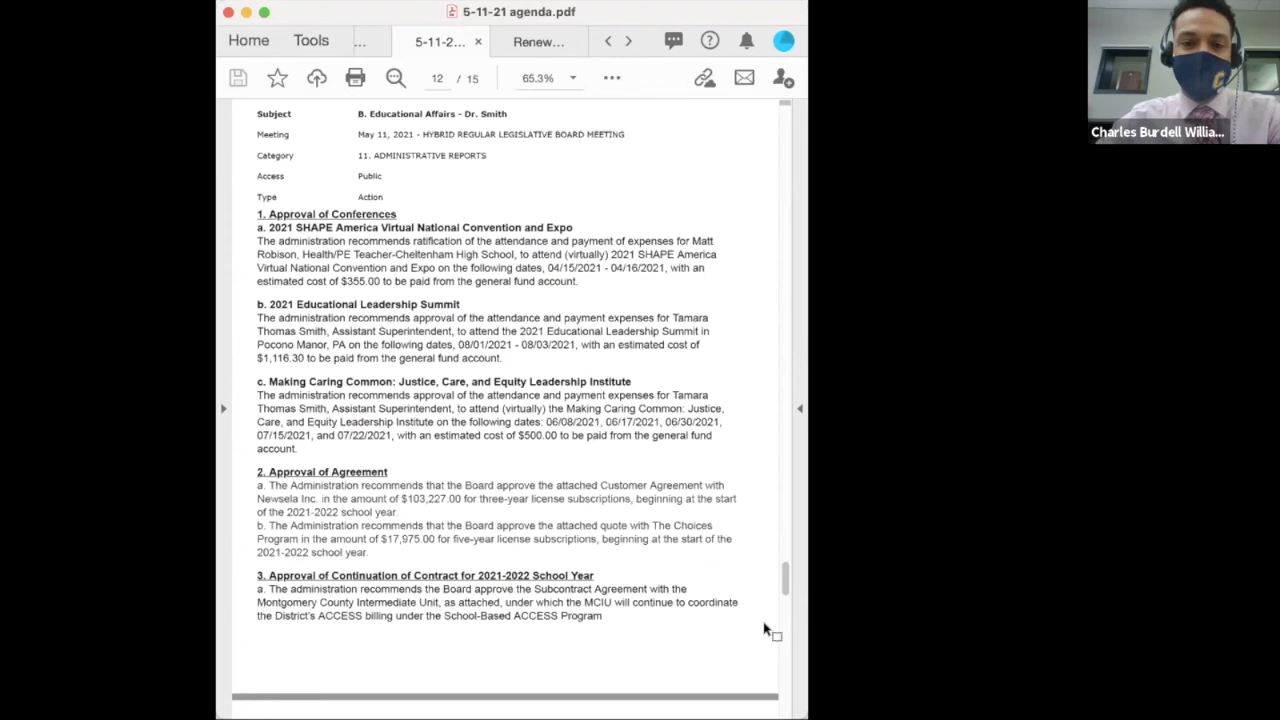 5-11-21 agenda.pdf
Home Tools ... 5-11-2... × Renew...
12 / 15 65.3%
Charles Burdell Willia...
Subject B. Educational Affairs - Dr. Smith
Meeting May 11, 2021 - HYBRID REGULAR LEGISLATIVE BOARD MEETING
Category 11. ADMINISTRATIVE REPORTS
Access Public
Type Action
1. Approval of Conferences
a. 2021 SHAPE America Virtual National Convention and Expo
The administration recommends ratification of the attendance and payment of expenses for Matt
Robison, Health/PE Teacher-Cheltenham High School, to attend (virtually) 2021 SHAPE America
Virtual National Convention and Expo on the following dates, 04/15/2021 - 04/16/2021, with an
estimated cost of $355.00 to be paid from the general fund account.
b. 2021 Educational Leadership Summit
The administration recommends approval of the attendance and payment expenses for Tamara
Thomas Smith, Assistant Superintendent, to attend the 2021 Educational Leadership Summit in
Pocono Manor, PA on the following dates, 08/01/2021 - 08/03/2021, with an estimated cost of
$1,116.30 to be paid from the general fund account.
c. Making Caring Common: Justice, Care, and Equity Leadership Institute
The administration recommends approval of the attendance and payment expenses for Tamara
Thomas Smith, Assistant Superintendent, to attend (virtually) the Making Caring Common: Justice,
Care, and Equity Leadership Institute on the following dates: 06/08/2021, 06/17/2021, 06/30/2021,
07/15/2021, and 07/22/2021, with an estimated cost of $500.00 to be paid from the general fund
account.
2. Approval of Agreement
a. The Administration recommends that the Board approve the attached Customer Agreement with
Newsela Inc. in the amount of $103,227.00 for three-year license subscriptions, beginning at the start
of the 2021-2022 school year.
b. The Administration recommends that the Board approve the attached quote with The Choices
Program in the amount of $17,975.00 for five-year license subscriptions, beginning at the start of the
2021-2022 school year.
3. Approval of Continuation of Contract for 2021-2022 School Year
a. The administration recommends the Board approve the Subcontract Agreement with the
Montgomery County Intermediate Unit, as attached, under which the MCIU will continue to coordinate
the District's ACCESS billing under the School-Based ACCESS Program